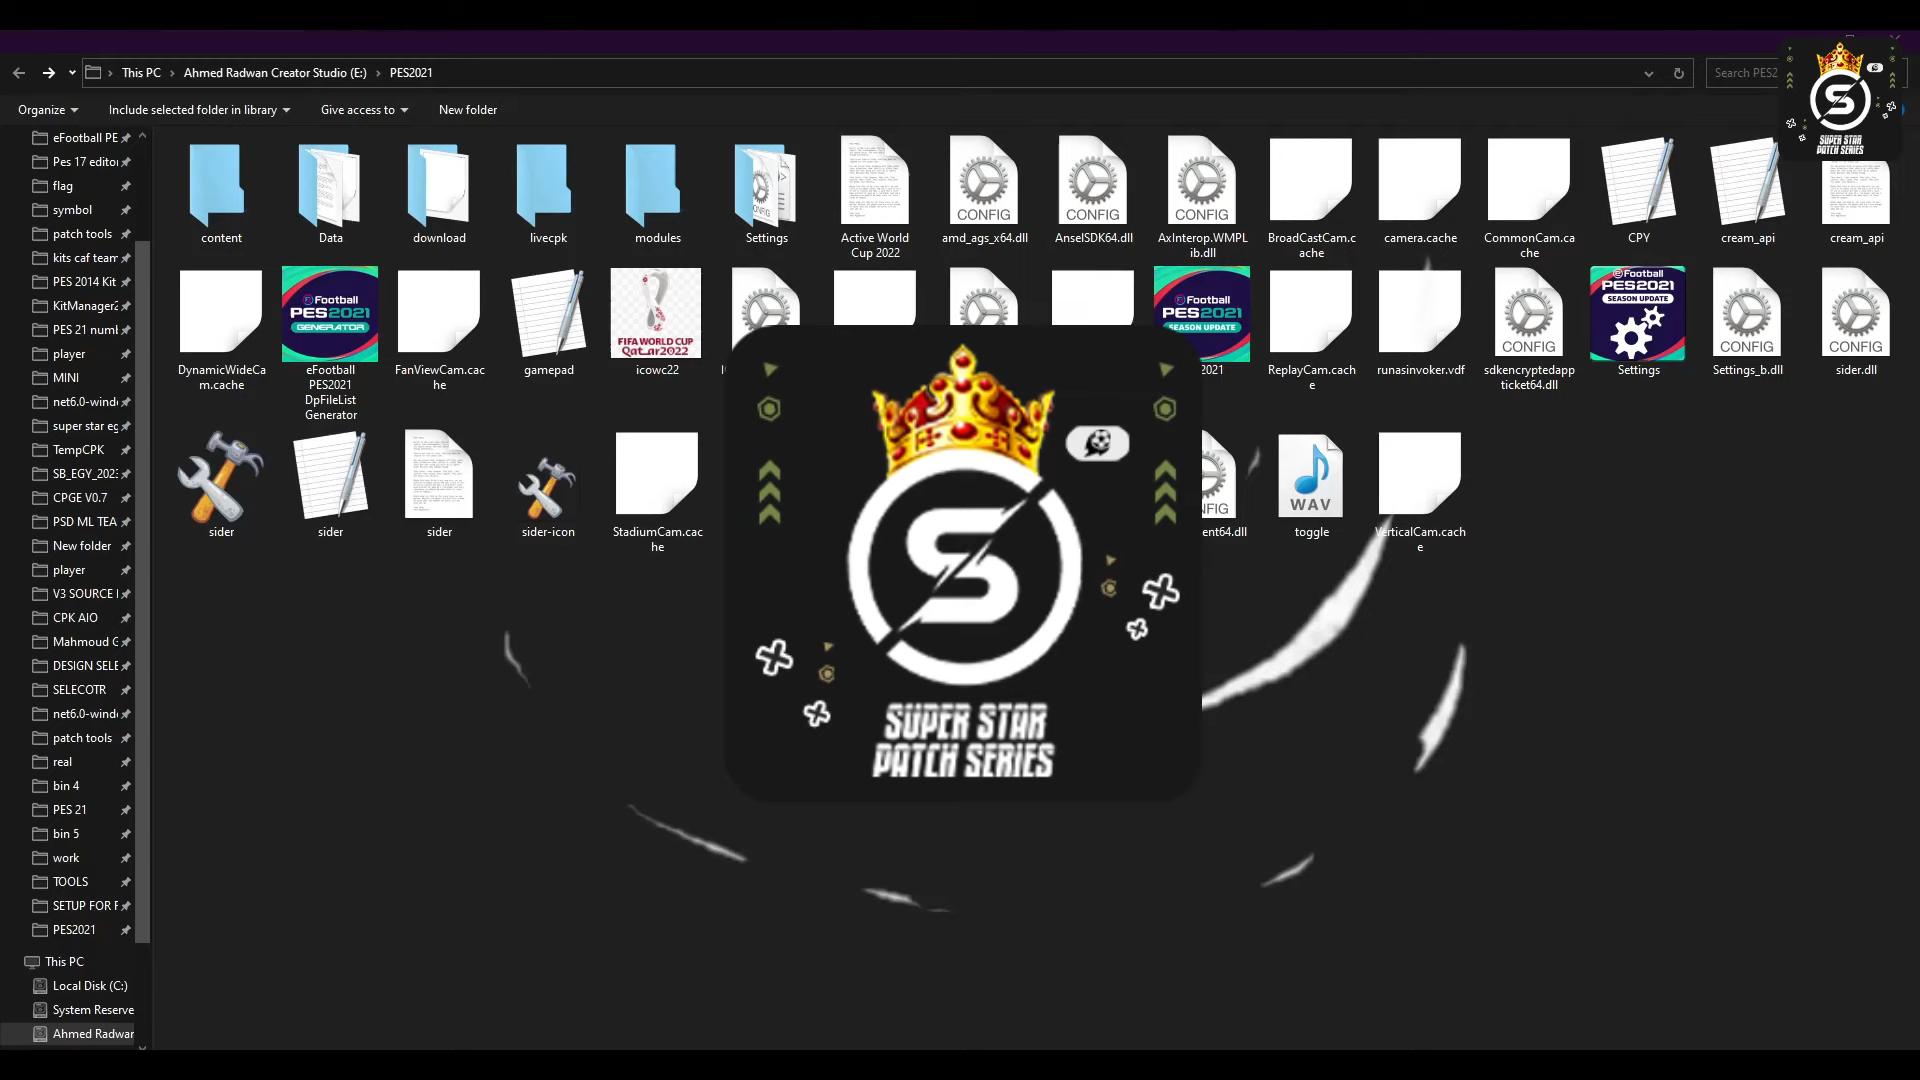 This PC
Ahmed Radwan Creator Studio (E:)
PES2021
Search PES2
Organize
Include selected folder in library
Give access to
New folder
SUPER STAR
PATCH SERIES
eFootball PE
Pes 17 edito
flag
symbol
patch tools
kits caf team
PES 2014 Kit
KitManager2
PES 21 num
player
MINI
net6.0-wind
super star eg
TempCPK
SB_EGY_2023
CPGE V0.7
PSD ML TEA
New folder
player
V3 SOURCE
CPK AIO
Mahmoud G
DESIGN SELE
SELECOTR
net6.0-wind
patch tools
real
bin 4
PES 21
bin 5
work
TOOLS
SETUP FOR F
PES2021
This PC
Local Disk (C:)
System Reserve
Ahmed Radwar
CONFIG
CONFIG
CONFIG
content
Data
download
livecpk
modules
Settings
Active World
Cup 2022
amd_ags_x64.dll
AnselSDK64.dll
AxInterop.WMPL
ib.dll
BroadCastCam.c
ache
camera.cache
CommonCam.ca
che
CPY
cream_api
cream_api
eFootball
PES2021
GENERATOR
FIFA WORLD CUP
Qatar2022
eFootball
PES2021
SEASON UPDATE
CONFIG
eFootball
PES2021
SEASON UPDATE
CONFIG
CONFIG
DynamicWideCa
m.cache
eFootball
PES2021
DpFileList
Generator
FanViewCam.cac
he
gamepad
icowc22
2021
ReplayCam.cach
e
runasinvoker.vdf
sdkencryptedapp
ticket64.dll
Settings
Settings_b.dll
sider.dll
WAV
sider
sider
sider
sider-icon
StadiumCam.cac
he
ent64.dll
toggle
VerticalCam.cach
e
SUPER STAR
PATCH SERIES